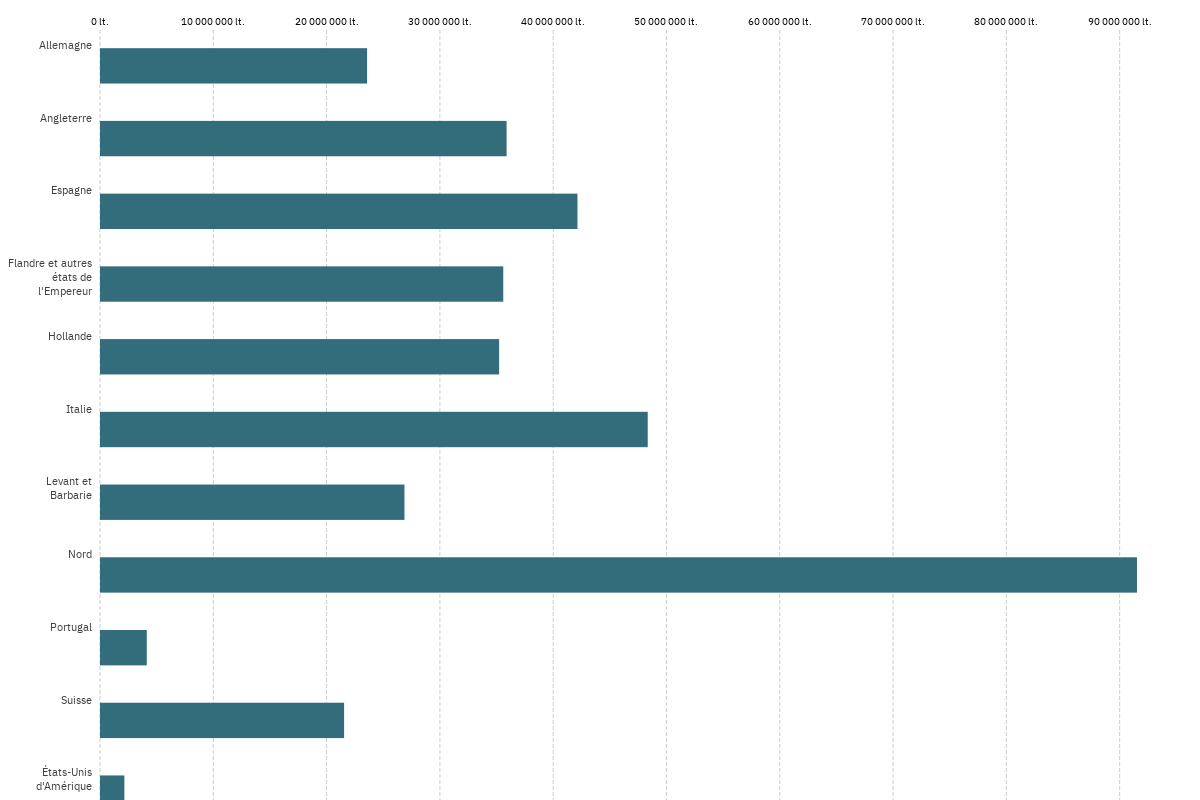 0 lt.
10 000 000 lt.
20 000 000 lt.
30 000 000 lt.
40 000 000 lt.
50 000 000 lt.
60 000 000 lt.
70 000 000 lt.
80 000 000 lt.
90 000 000 lt.
Allemagne
Angleterre
Espagne
Flandre et autres
états de
l'Empereur
Hollande
Italie
Levant et
Barbarie
Nord
Portugal
Suisse
États-Unis
d'Amérique